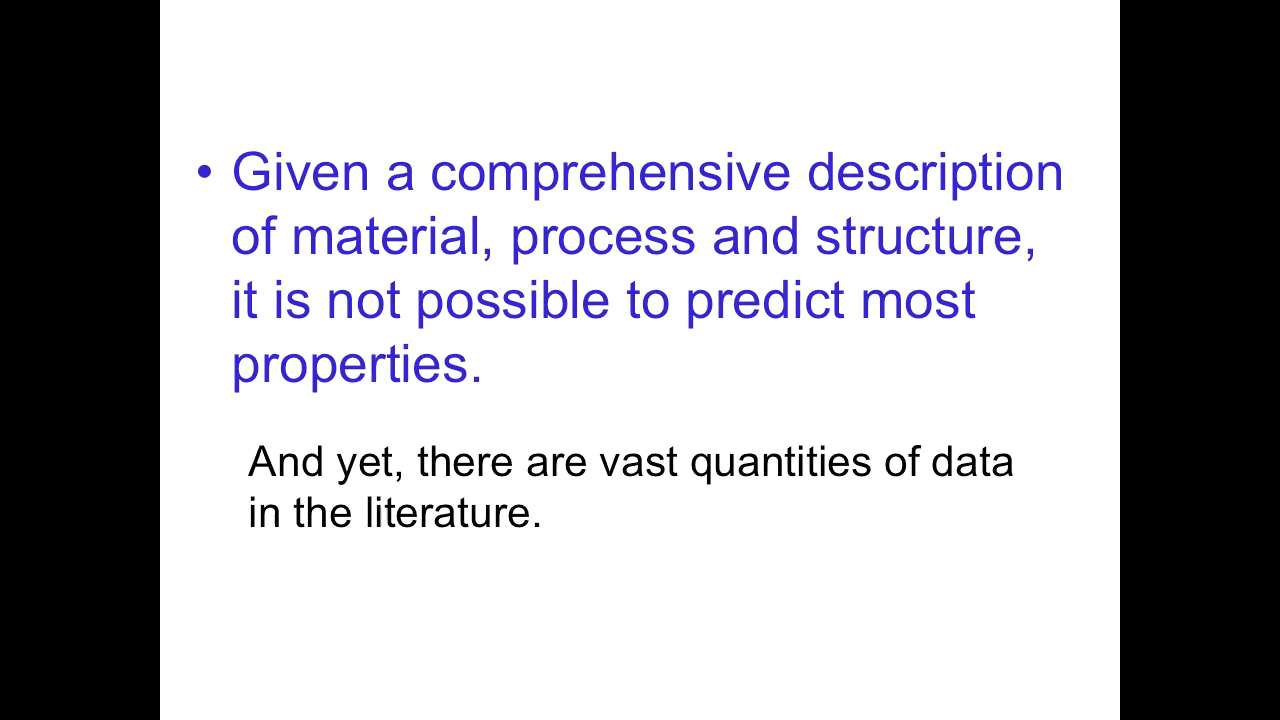 • Given a comprehensive description
of material, process and structure,
it is not possible to predict most
properties.
And yet, there are vast quantities of data
in the literature.